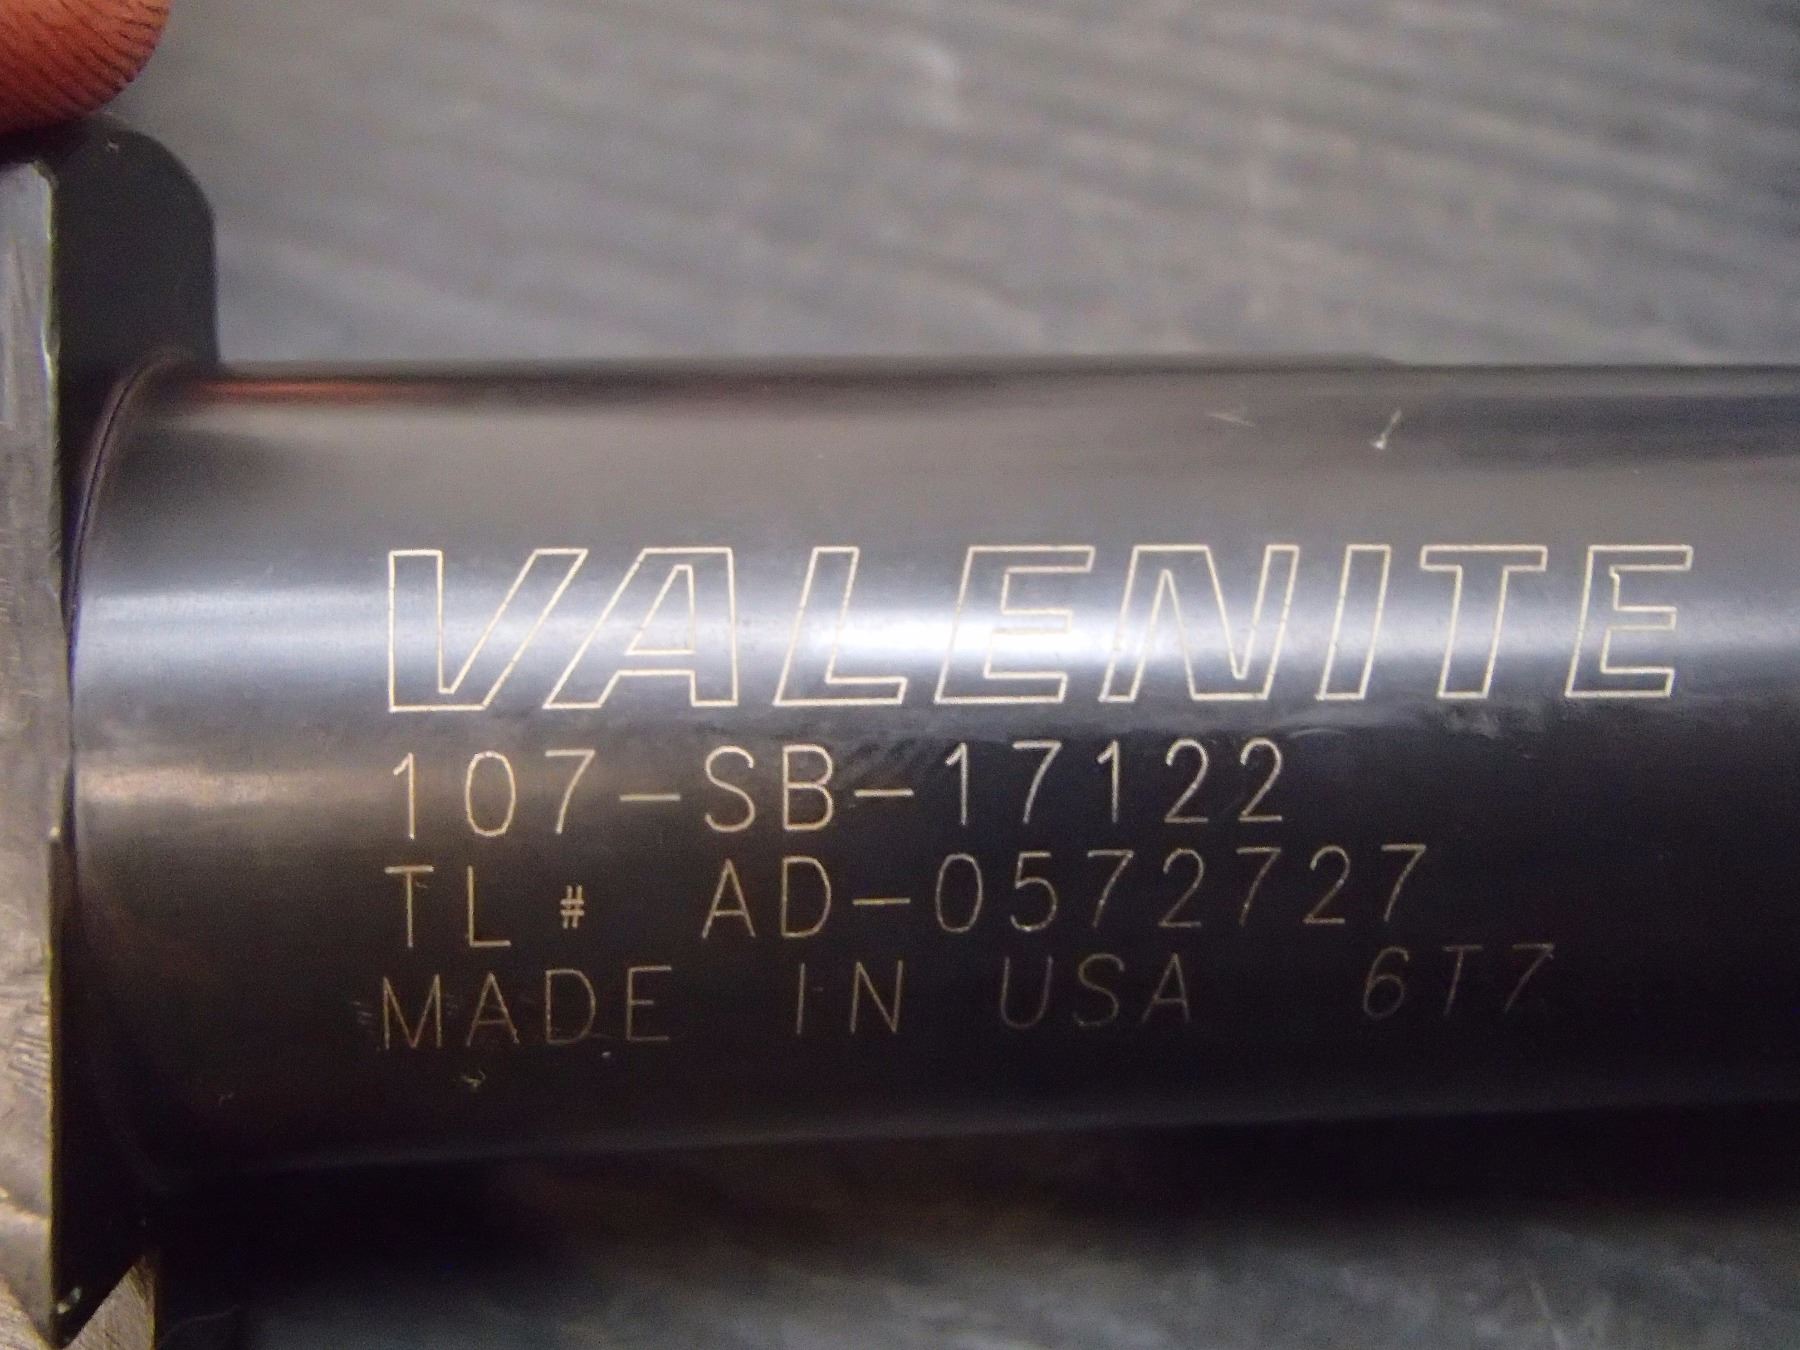 VALENITE
107-SB-17122
TL # AD-0572727
MADE IN USA 6T7